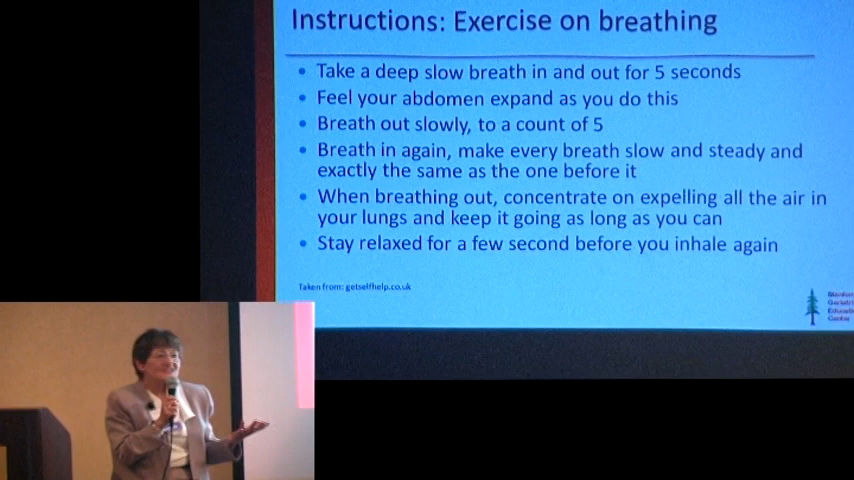 Instructions: Exercise on breathing
• Take a deep slow breath in and out for 5 seconds
• Feel your abdomen expand as you do this
• Breath out slowly, to a count of 5
• Breath in again, make every breath slow and steady and
exactly the same as the one before it
• When breathing out, concentrate on expelling all the air in
your lungs and keep it going as long as you can
• Stay relaxed for a few second before you inhale again
Taken from: getselfhelp.co.uk
Center